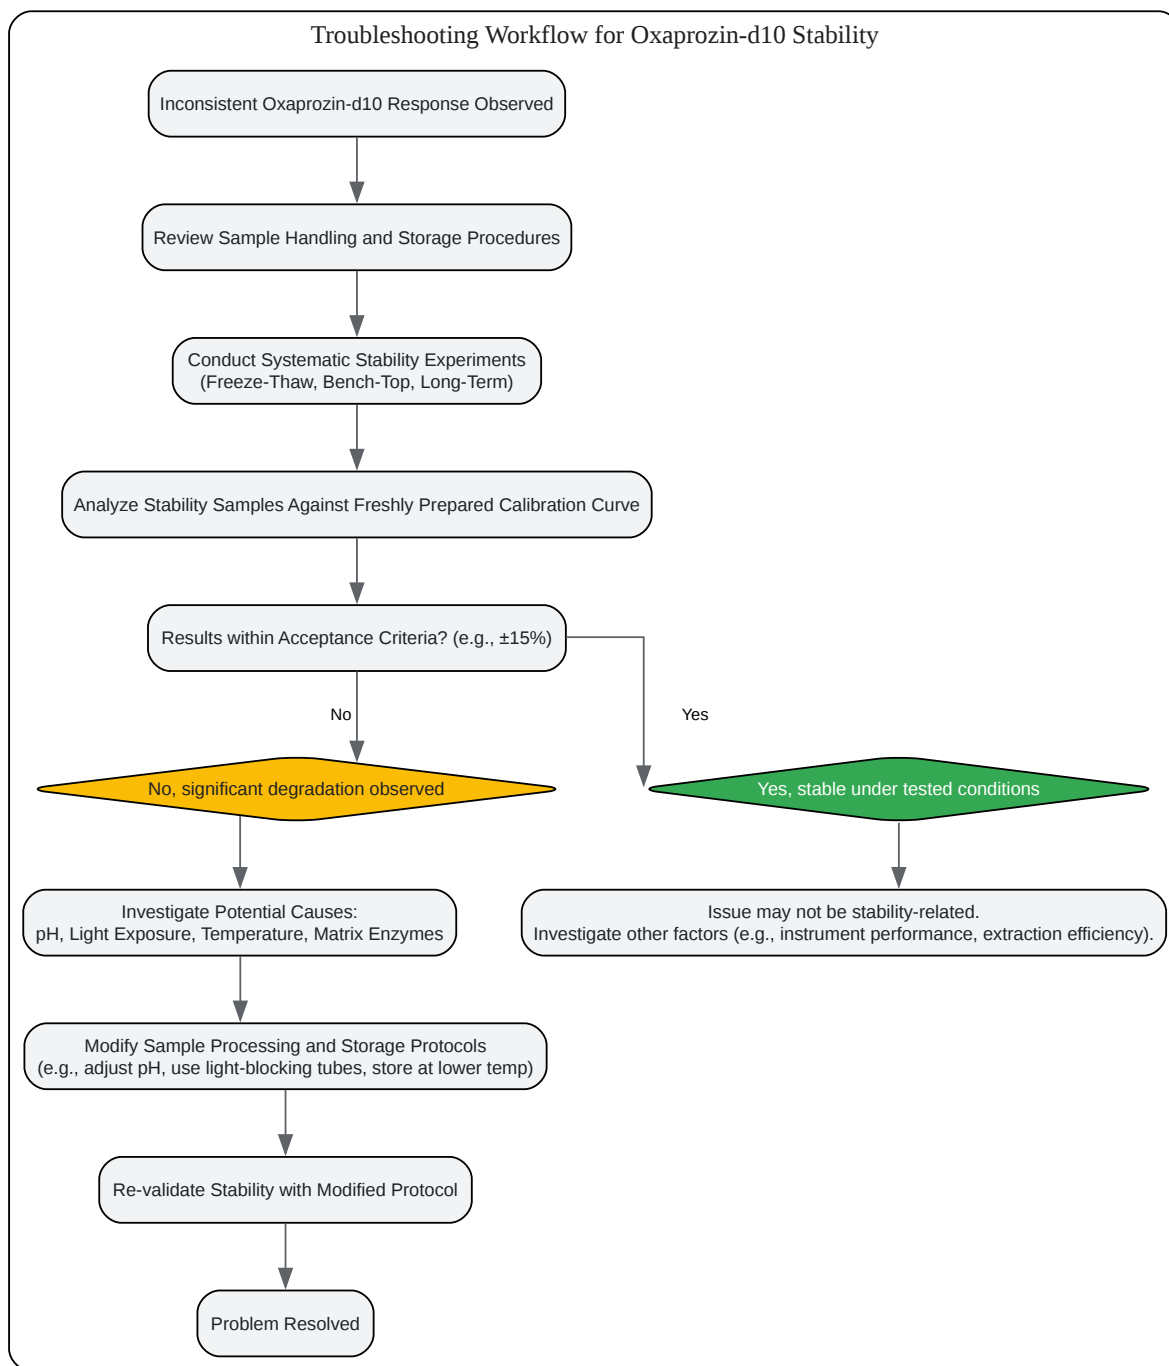 Troubleshooting Workflow for Oxaprozin-d10 Stability
Inconsistent Oxaprozin-d10 Response Observed
Review Sample Handling and Storage Procedures
Conduct Systematic Stability Experiments
(Freeze-Thaw, Bench-Top, Long-Term)
Analyze Stability Samples Against Freshly Prepared Calibration Curve
Results within Acceptance Criteria? (e.g., ±15%)
No
Yes
No, significant degradation observed
Yes, stable under tested conditions
Investigate Potential Causes:
pH, Light Exposure, Temperature, Matrix Enzymes
Issue may not be stability-related.
Investigate other factors (e.g., instrument performance, extraction efficiency).
Modify Sample Processing and Storage Protocols
(e.g., adjust pH, use light-blocking tubes, store at lower temp)
Re-validate Stability with Modified Protocol
Problem Resolved